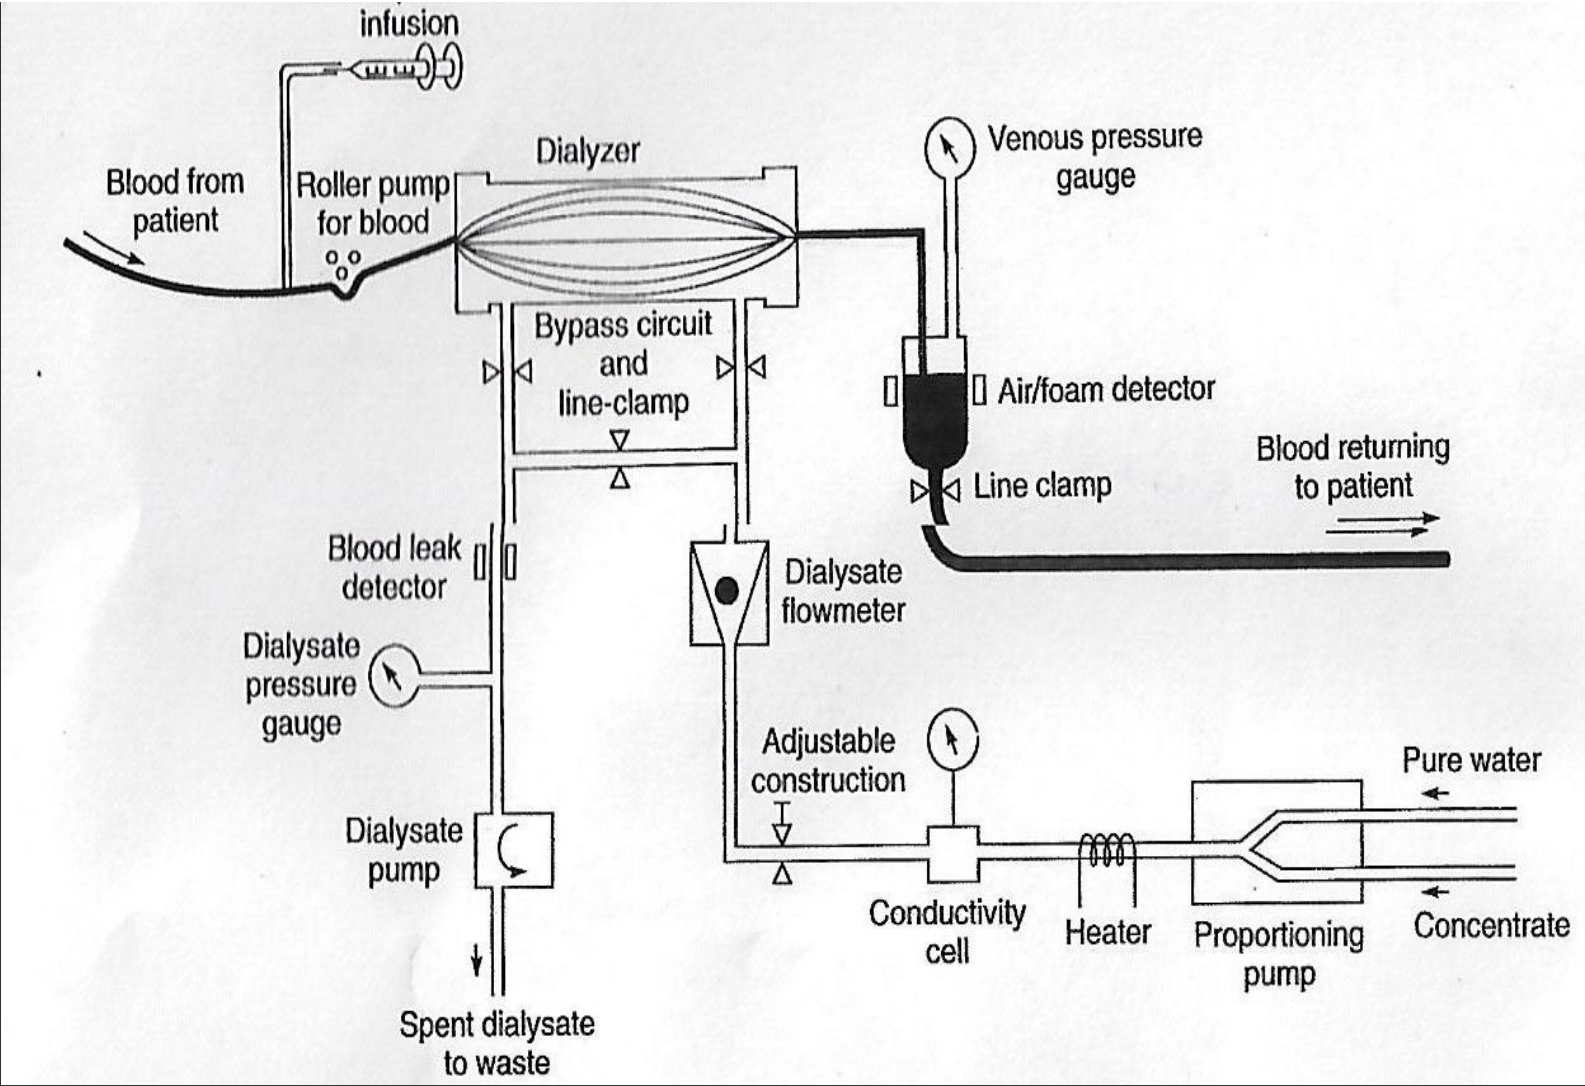 infusion
Dialyzer
Blood from
patient
Roller pump
for blood
Venous pressure
gauge
Bypass circuit
and
line-clamp
Air/foam detector
Line clamp
Blood returning
to patient
Blood leak
detector
Dialysate
flowmeter
Dialysate
pressure
gauge
Adjustable
construction
Pure water
Dialysate
pump
Conductivity
cell
Heater
Proportioning
pump
Concentrate
Spent dialysate
to waste